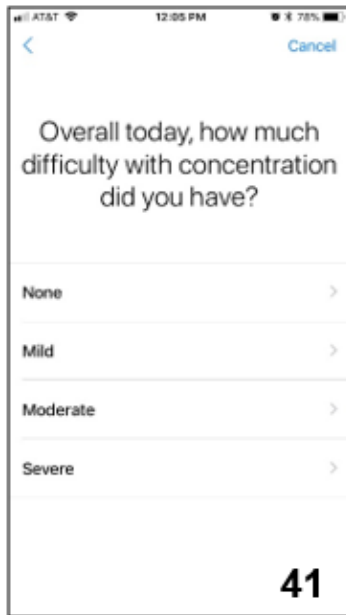 AT&T 12:05 PM 78%
Cancel
Overall today, how much
difficulty with concentration
did you have?
None
Mild
Moderate
Severe
41